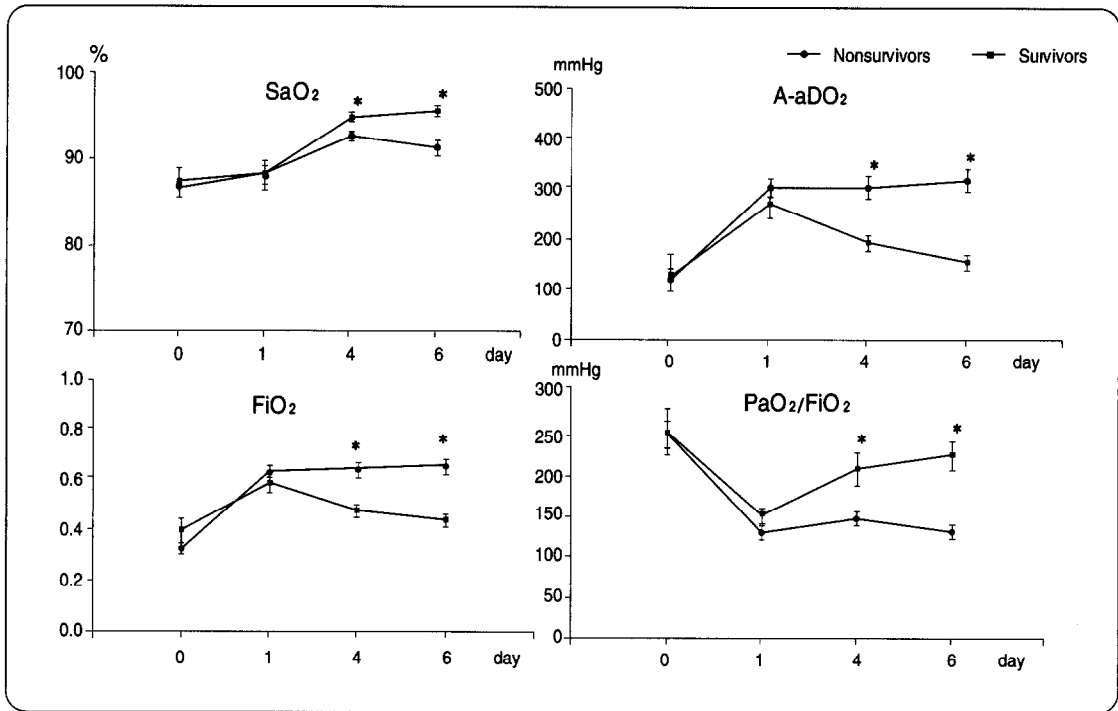 Nonsurvivors Survivors
%
SaO₂
100
90
80
70
* *
0 1 4 6 day
mmHg
A-aDO₂
500
400
300
200
100
0
* *
0 1 4 6 day
FiO₂
1.0
0.8
0.6
0.4
0.2
0.0
* *
0 1 4 6 day
mmHg
PaO₂/FiO₂
300
250
200
150
100
50
0
* *
0 1 4 6 day